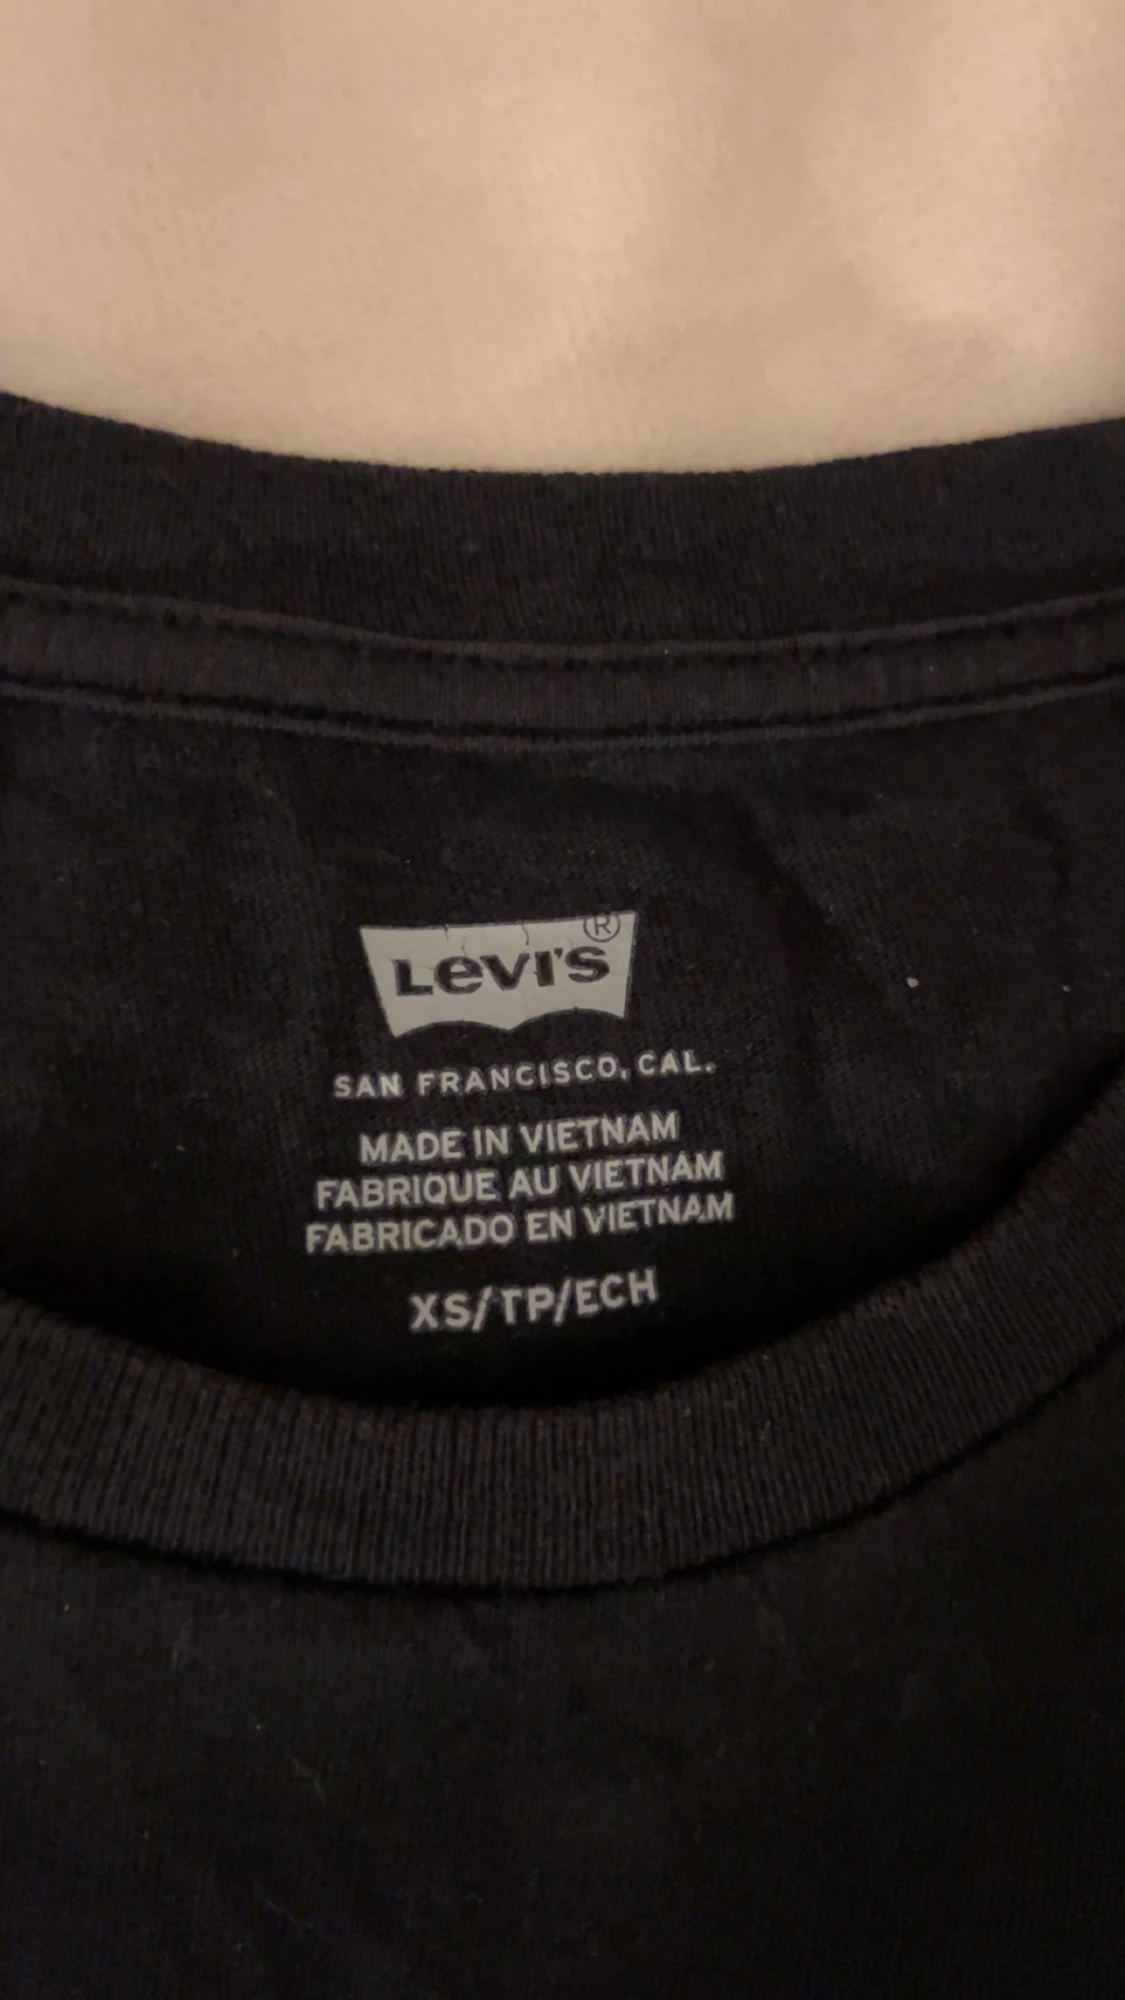 Levi's®
SAN FRANCISCO, CAL.
MADE IN VIETNAM
FABRIQUE AU VIETNAM
FABRICADO EN VIETNAM
XS/TP/ECH